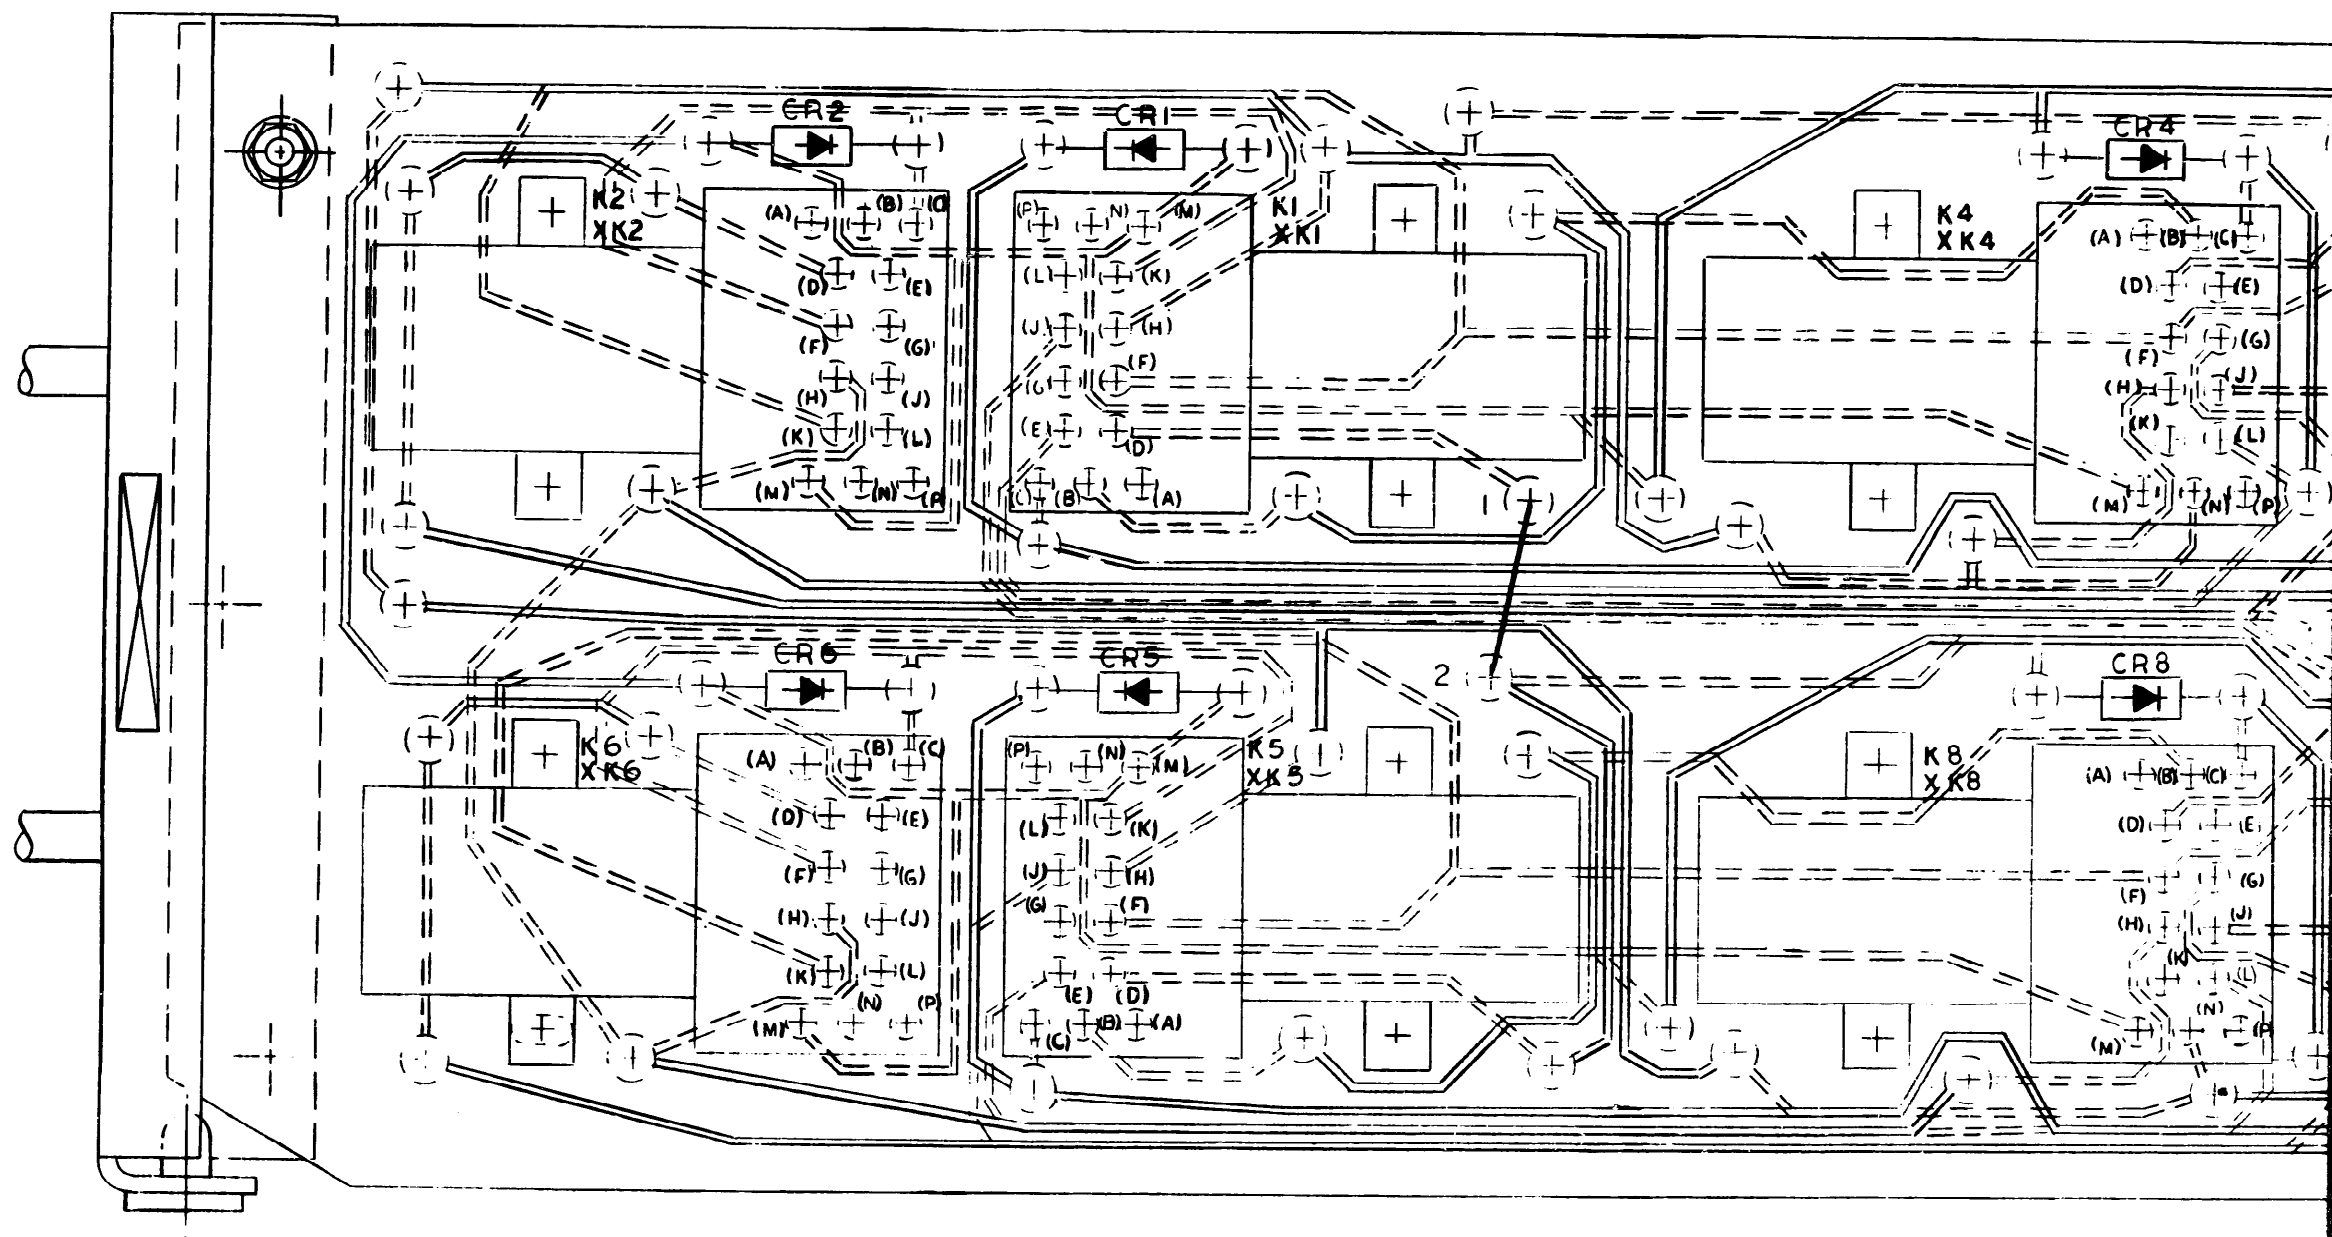 CR2
CR1
CR4
K2
XK2
(A)
(B)
(C)
(D)
(E)
(F)
(G)
(H)
(J)
(K)
(L)
(M)
(N)
(P)
(P)
(N)
(M)
(L)
(K)
(J)
(H)
(G)
(F)
(E)
(D)
(C)
(B)
(A)
K1
XK1
1
K4
XK4
(A)
(B)
(C)
(D)
(E)
(F)
(G)
(H)
(J)
(K)
(L)
(M)
(N)
(P)
CR6
CR5
2
CR8
K6
XK6
(A)
(B)
(C)
(D)
(E)
(F)
(G)
(H)
(J)
(K)
(L)
(M)
(N)
(P)
(P)
(N)
(M)
(L)
(K)
(J)
(H)
(G)
(F)
(E)
(D)
(C)
(B)
(A)
K5
XK5
K8
XK8
(A)
(B)
(C)
(D)
(E
(F)
(G)
(H)
(J)
(K
(L)
(M)
(N)
(P